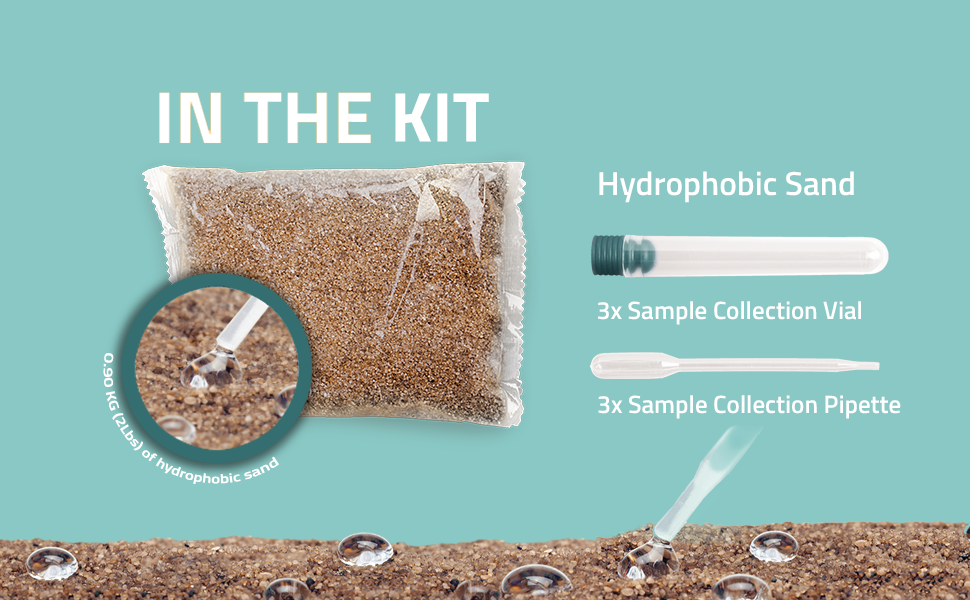 IN THE KIT
Hydrophobic Sand
3x Sample Collection Vial
3x Sample Collection Pipette
0.90 KG (2Lbs) of hydrophobic sand